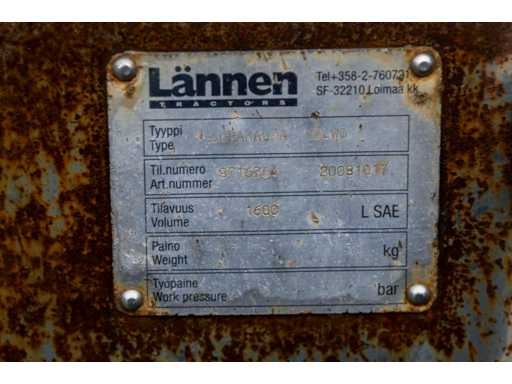 Lännen
TRACTORS
Tel+358-2-760731
SF-32210 Loimaa kk.
Tyyppi
Type
Til.numero 20091017
Art.nummer
Tilavuus 1600 L SAE
Volume
Paino
Weight kg
Työpaine
Work pressure bar